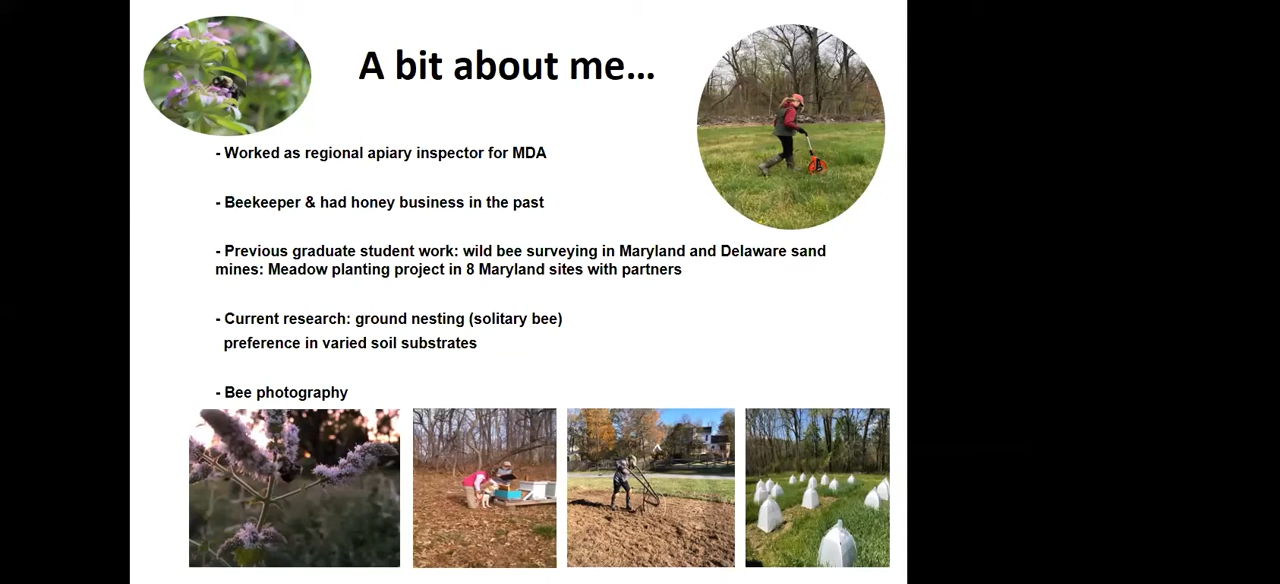 A bit about me...
- Worked as regional apiary inspector for MDA
- Beekeeper & had honey business in the past
- Previous graduate student work: wild bee surveying in Maryland and Delaware sand
mines: Meadow planting project in 8 Maryland sites with partners
- Current research: ground nesting (solitary bee)
preference in varied soil substrates
- Bee photography